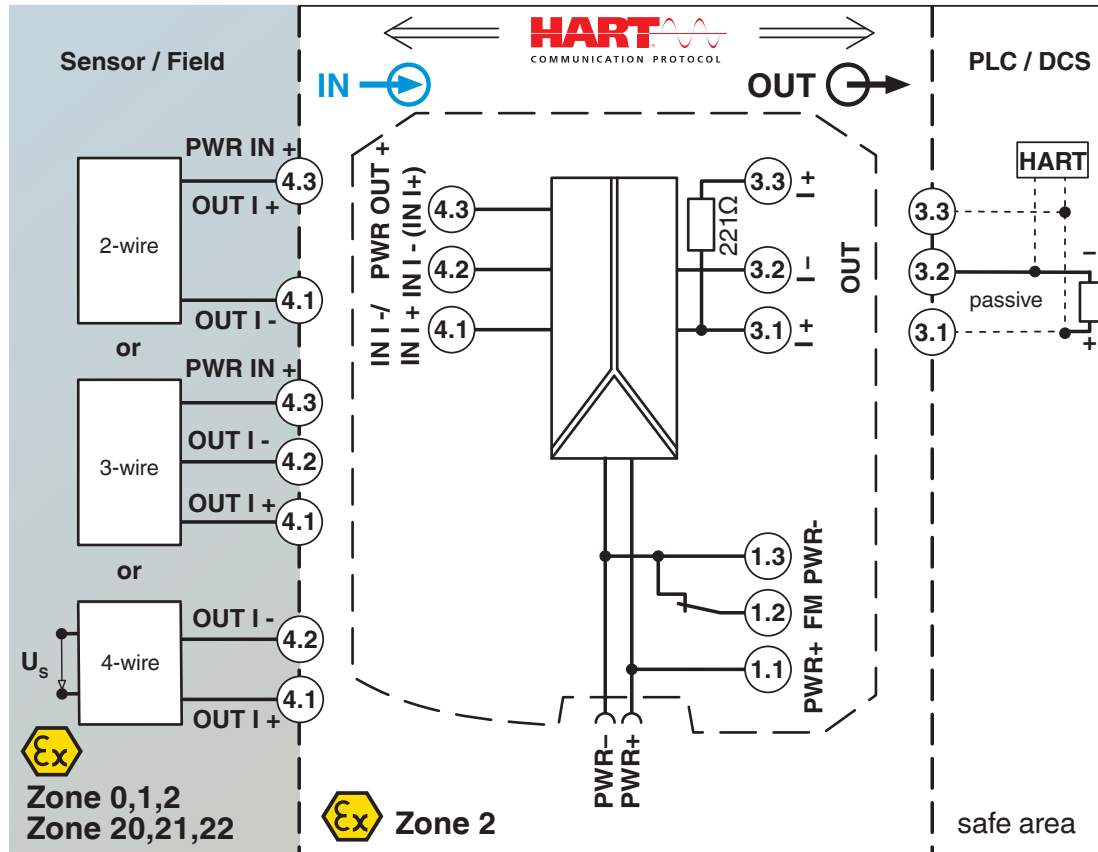 Sensor / Field
HART
COMMUNICATION PROTOCOL
PLC / DCS
IN
OUT
PWR IN +
4.3
OUT I +
2-wire
4.1
OUT I -
or
PWR IN +
4.3
OUT I -
3-wire
4.2
OUT I +
4.1
or
OUT I -
4.2
Us
4-wire
4.1
OUT I +
Ex
Zone 0,1,2
Zone 20,21,22
IN I - / PWR OUT +
IN I + IN I - (IN I+)
4.3
4.2
4.1
221Ω
3.3
+
I
3.2
–
I
3.1
+
I
OUT
1.3
1.2
1.1
PWR+ FM PWR-
PWR–
PWR+
Ex
Zone 2
HART
3.3
3.2
–
passive
3.1
+
safe area